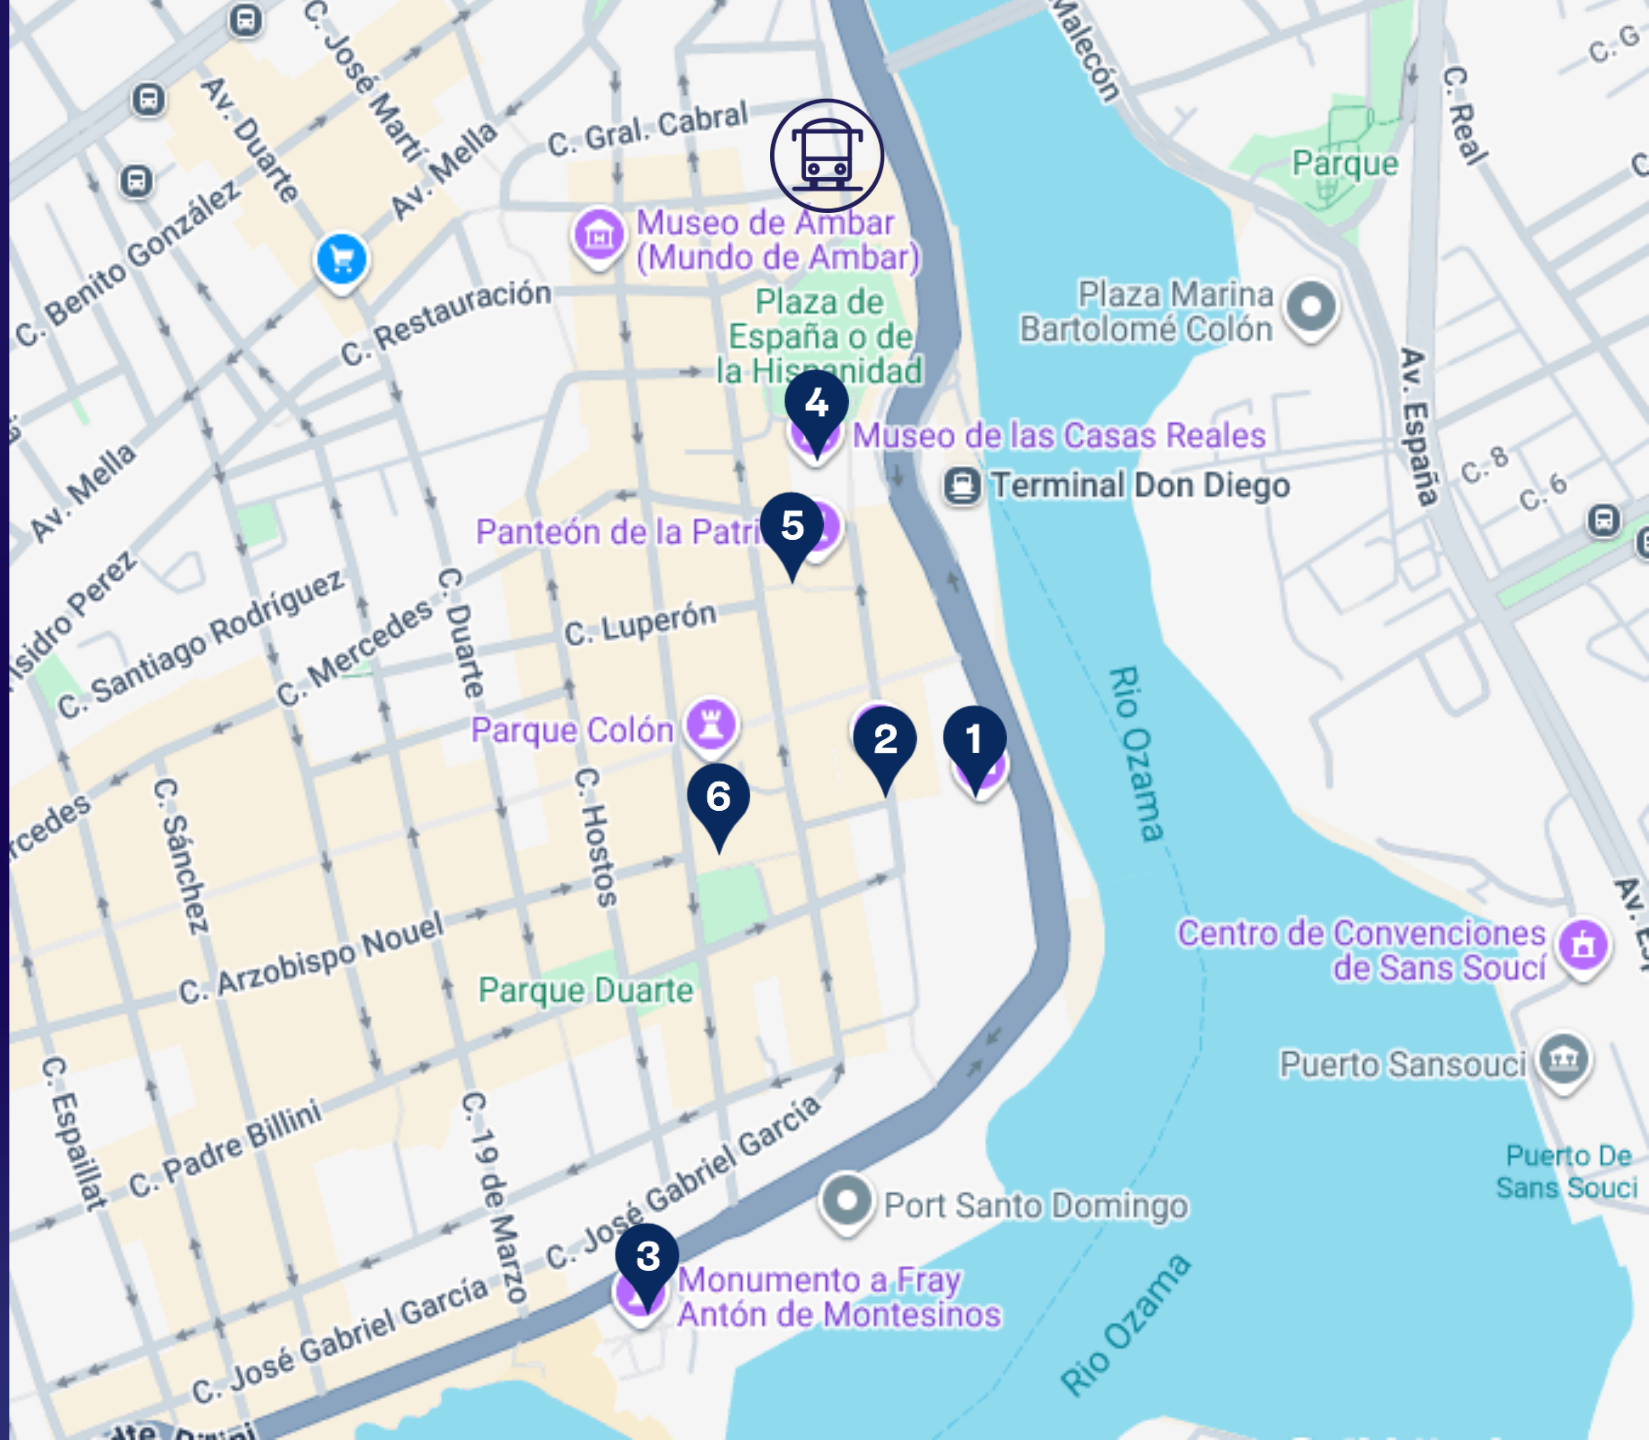 C. José Martí
Malecón
C. G
Av. Duarte
C. Gral. Cabral
Av. Mella
C. Real
Parque
C. Benito González
Museo de Ámbar
(Mundo de Ambar)
C. Restauración
Plaza de
España o de
la Hispanidad
Plaza Marina
Bartolomé Colón
4
Museo de las Casas Reales
Av. España
Av. Mella
C. 8
C. 6
Terminal Don Diego
Panteón de la Patri
5
Isidro Perez
C. Santiago Rodríguez
C. Mercedes
C. Duarte
C. Luperón
Rio Ozama
Parque Colón
2
1
6
rcedes
C. Sánchez
C. Hostos
C. Arzobispo Nouel
Centro de Convenciones
de Sans Soucí
Parque Duarte
Puerto Sansouci
C. Espaillat
C. Padre Billini
C. 19 de Marzo
C. José Gabriel García
Puerto De
Sans Souci
Port Santo Domingo
3
Monumento a Fray
Antón de Montesinos
C. José Gabriel García
Rio Ozama